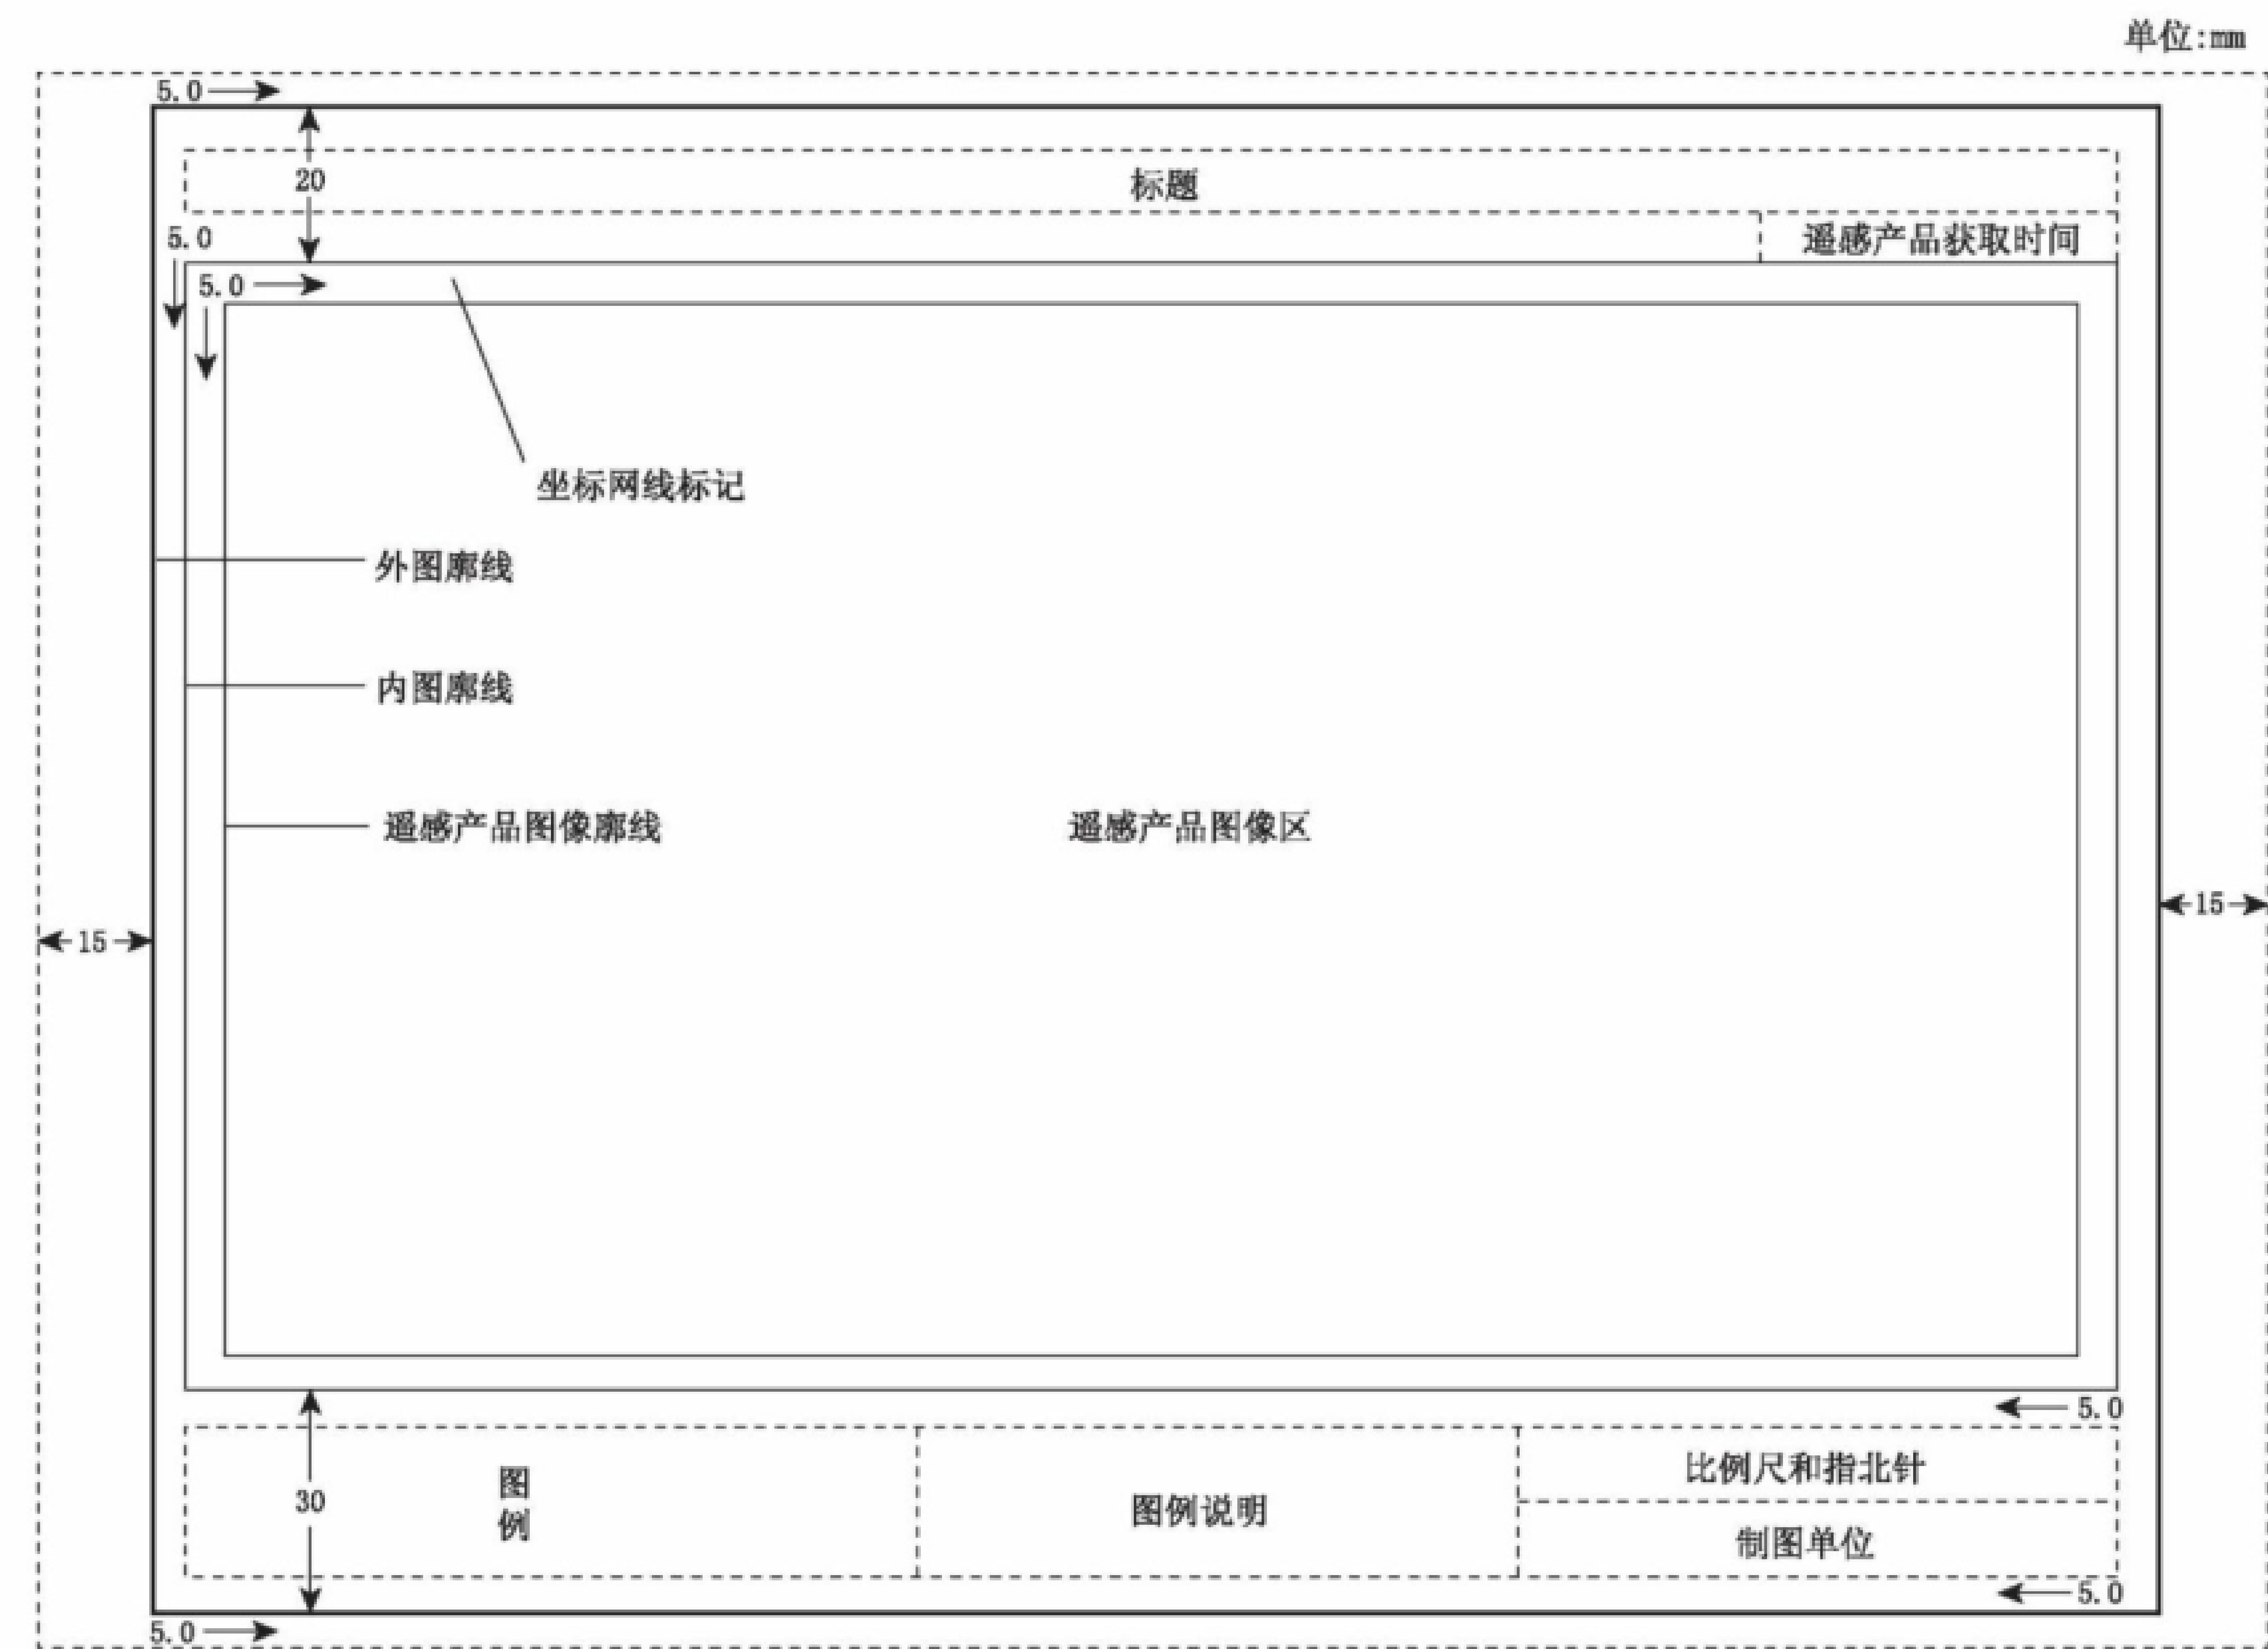 单位:mm
5.0
20
标题
5.0
遥感产品获取时间
5.0
坐标网线标记
外图廓线
内图廓线
遥感产品图像廓线
遥感产品图像区
15
15
5.0
30
图
例
图例说明
比例尺和指北针
制图单位
5.0
5.0